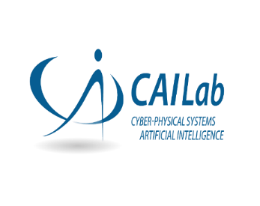 CAILab
CYBER-PHYSICAL SYSTEMS
ARTIFICIAL INTELLIGENCE